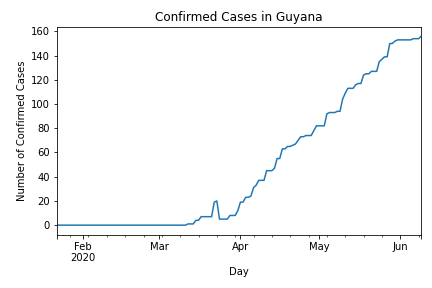 Confirmed Cases in Guyana
Number of Confirmed Cases
160
140
120
100
80
60
40
20
0
Feb Mar Apr May Jun
2020
Day